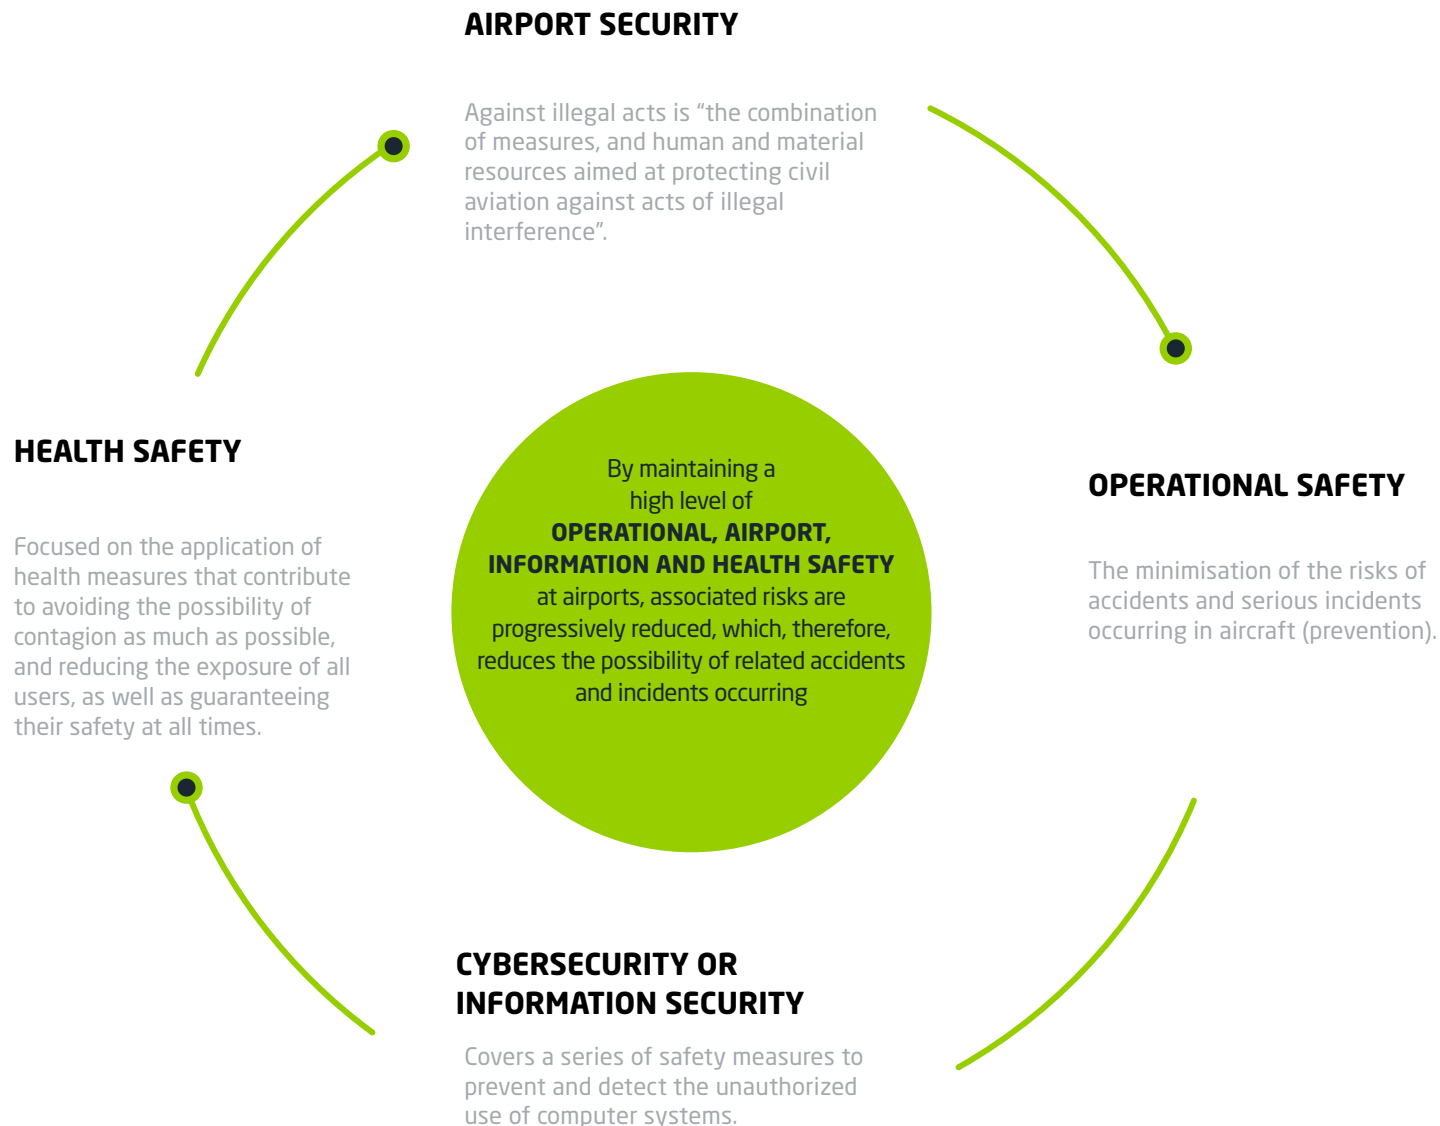 AIRPORT SECURITY
Against illegal acts is “the combination
of measures, and human and material
resources aimed at protecting civil
aviation against acts of illegal
interference”.
HEALTH SAFETY
Focused on the application of
health measures that contribute
to avoiding the possibility of
contagion as much as possible,
and reducing the exposure of all
users, as well as guaranteeing
their safety at all times.
By maintaining a
high level of
OPERATIONAL, AIRPORT,
INFORMATION AND HEALTH SAFETY
at airports, associated risks are
progressively reduced, which, therefore,
reduces the possibility of related accidents
and incidents occurring
OPERATIONAL SAFETY
The minimisation of the risks of
accidents and serious incidents
occurring in aircraft (prevention).
CYBERSECURITY OR
INFORMATION SECURITY
Covers a series of safety measures to
prevent and detect the unauthorized
use of computer systems.